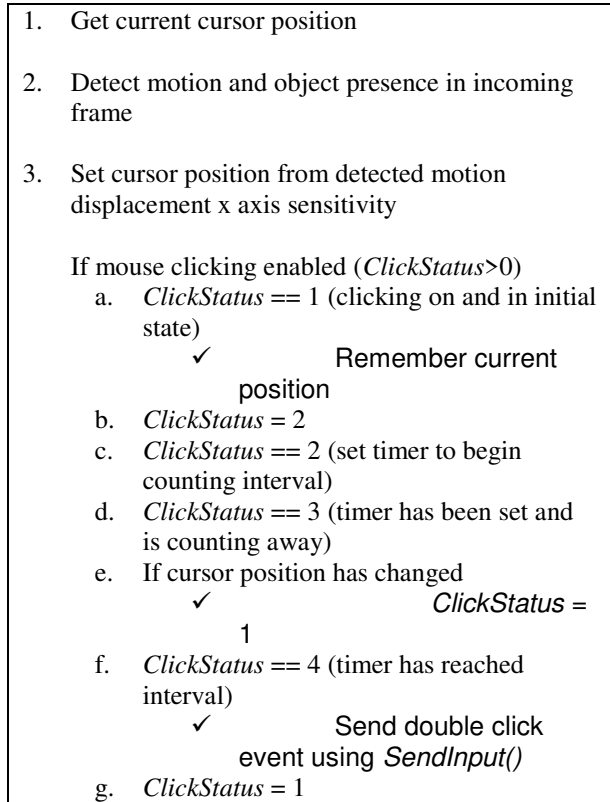 1. Get current cursor position
2. Detect motion and object presence in incoming
frame
3. Set cursor position from detected motion
displacement x axis sensitivity
If mouse clicking enabled (ClickStatus>0)
a. ClickStatus == 1 (clicking on and in initial
state)
✓ Remember current
position
b. ClickStatus = 2
c. ClickStatus == 2 (set timer to begin
counting interval)
d. ClickStatus == 3 (timer has been set and
is counting away)
e. If cursor position has changed
✓ ClickStatus =
1
f. ClickStatus == 4 (timer has reached
interval)
✓ Send double click
event using SendInput()
g. ClickStatus = 1